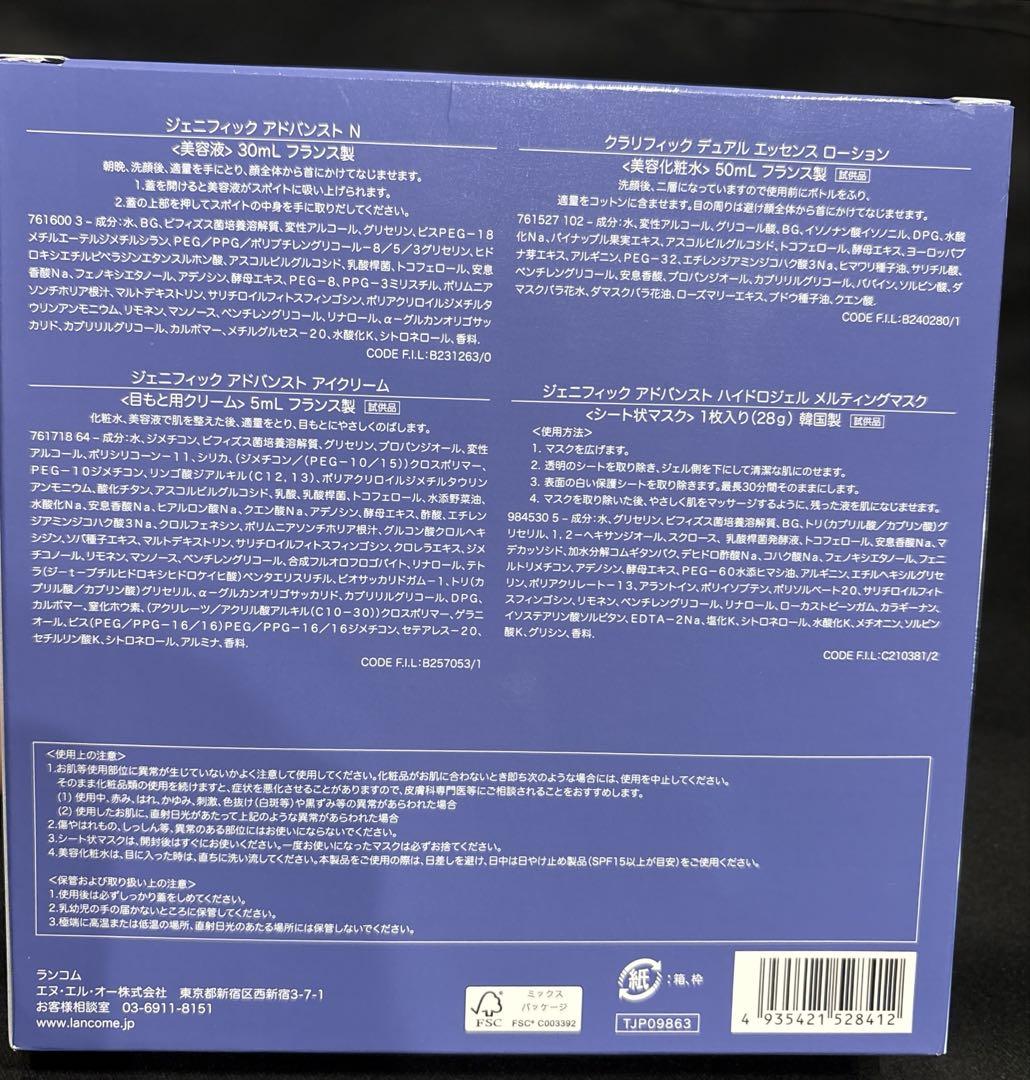 ジェニフィック アドバンスト N
<美容液> 30mL フランス製
朝晩、洗顔後、適量を手にとり、顔全体から首にかけてなじませます。
1.蓋を開けると美容液がスポイトに吸い上げられます。
2.蓋の上部を押してスポイトの中身を手に取りだしてください。
761600 3 – 成分:水、BG、ビフィズス菌培養溶解質、変性アルコール、グリセリン、ビスPEG-18
メチルエーテルジメチルシラン、PEG/PPG/ポリブチレングリコール-8/5/3グリセリン、ヒド
ロキシエチルピペラジンエタンスルホン酸、アスコルビルグルコシド、乳酸桿菌、トコフェロール、安息
香酸Na、フェノキシエタノール、アデノシン、酵母エキス、PEG-8、PPG-3ミリスチル、ポリムニア
ソンチホリア根汁、マルトデキストリン、サリチロイルフィトスフィンゴシン、ポリアクリロイルジメチルタ
ウリンアンモニウム、リモネン、マンノース、ペンチレングリコール、リナロール、α-グルカンオリゴサッ
カリド、カプリリルグリコール、カルボマー、メチルグルセス-20、水酸化K、シトロネロール、香料.
CODE F.I.L:B231263/0
クラリフィック デュアル エッセンス ローション
<美容化粧水> 50mL フランス製 試供品
洗顔後、二層になっていますので使用前にボトルをふり、
適量をコットンに含ませます。目の周りは避け顔全体から首にかけてなじませます。
761527 102 – 成分:水、変性アルコール、グリコール酸、BG、イソノナン酸イソノニル、DPG、水酸
化Na、パイナップル果実エキス、アスコルビルグルコシド、トコフェロール、酵母エキス、ヨーロッパブ
ナ芽エキス、アルギニン、PEG-32、エチレンジアミンジコハク酸3Na、ヒマワリ種子油、サリチル酸、
ペンチレングリコール、安息香酸、プロパンジオール、カプリリルグリコール、パパイン、ソルビン酸、ダ
マスクバラ花水、ダマスクバラ花油、ローズマリーエキス、ブドウ種子油、クエン酸.
CODE F.I.L:B240280/1
ジェニフィック アドバンスト アイクリーム
<目もと用クリーム> 5mL フランス製 試供品
化粧水、美容液で肌を整えた後、適量をとり、目もとにやさしくのばします。
761718 64 – 成分:水、ジメチコン、ビフィズス菌培養溶解質、グリセリン、プロパンジオール、変性
アルコール、ポリシリコーン-11、シリカ、(ジメチコン/(PEG-10/15))クロスポリマー、
PEG-10ジメチコン、リンゴ酸ジアルキル(C12,13)、ポリアクリロイルジメチルタウリン
アンモニウム、酸化チタン、アスコルビルグルコシド、乳酸、乳酸桿菌、トコフェロール、水添野菜油、
水酸化Na、安息香酸Na、ヒアルロン酸Na、クエン酸Na、アデノシン、酵母エキス、酢酸、エチレン
ジアミンジコハク酸3Na、クロルフェネシン、ポリムニアソンチホリア根汁、グルコン酸クロルヘキ
シジン、ソバ種子エキス、マルトデキストリン、サリチロイルフィトスフィンゴシン、クロレラエキス、ジメ
チコノール、リモネン、マンノース、ペンチレングリコール、合成フルオロフロゴパイト、リナロール、テト
ラ(ジ-t-ブチルヒドロキシヒドロケイヒ酸)ペンタエリスリチル、ビオサッカリドガム-1、トリ(カ
プリル酸/カプリン酸)グリセリル、α-グルカンオリゴサッカリド、カプリリルグリコール、DPG、
カルボマー、窒化ホウ素、(アクリレーツ/アクリル酸アルキル(C10-30))クロスポリマー、ゲラニ
オール、ビス(PEG/PPG-16/16)PEG/PPG-16/16ジメチコン、セテアレス-20、
セチルリン酸K、シトロネロール、アルミナ、香料.
CODE F.I.L:B257053/1
ジェニフィック アドバンスト ハイドロジェル メルティングマスク
<シート状マスク> 1枚入り(28g) 韓国製 試供品
<使用方法>
1. マスクを広げます。
2. 透明のシートを取り除き、ジェル側を下にして清潔な肌にのせます。
3. 表面の白い保護シートを取り除きます。最長30分間そのままにします。
4. マスクを取り除いた後、やさしく肌をマッサージするように、残った液を肌になじませます。
984530 5 – 成分:水、グリセリン、ビフィズス菌培養溶解質、BG、トリ(カプリル酸/カプリン酸)グ
リセリル、1,2-ヘキサンジオール、スクロース、乳酸桿菌発酵液、トコフェロール、安息香酸Na、マ
デカッソシド、加水分解コムギタンパク、デヒドロ酢酸Na、コハク酸Na、フェノキシエタノール、フェニ
ルトリメチコン、アデノシン、酵母エキス、PEG-60水添ヒマシ油、アルギニン、エチルヘキシルグリセ
リン、ポリアクリレート-13、アラントイン、ポリイソブテン、ポリソルベート20、サリチロイルフィト
スフィンゴシン、リモネン、ペンチレングリコール、リナロール、ローカストビーンガム、カラギーナン、
イソステアリン酸ソルビタン、EDTA-2Na、塩化K、シトロネロール、水酸化K、メチオニン、ソルビン
酸K、グリシン、香料.
CODE F.I.L:C210381/2
<使用上の注意>
1.お肌等使用部位に異常が生じていないかよく注意して使用してください。化粧品がお肌に合わないとき即ち次のような場合には、使用を中止してください。
そのまま化粧品類の使用を続けますと、症状を悪化させることがありますので、皮膚科専門医等にご相談されることをおすすめします。
(1) 使用中、赤み、はれ、かゆみ、刺激、色抜け(白斑等)や黒ずみ等の異常があらわれた場合
(2) 使用したお肌に、直射日光があたって上記のような異常があらわれた場合
2.傷やはれもの、しっしん等、異常のある部位にはお使いにならないでください。
3.シート状マスクは、開封後はすぐにお使いください。一度お使いになったマスクは必ずお捨てください。
4.美容化粧水は、目に入った時は、直ちに洗い流してください。本製品をご使用の際は、日差しを避け、日中は日やけ止め製品(SPF15以上が目安)をご使用ください。
<保管および取り扱い上の注意>
1.使用後は必ずしっかり蓋をしめてください。
2.乳幼児の手の届かないところに保管してください。
3.極端に高温または低温の場所、直射日光のあたる場所には保管しないでください。
ランコム
エヌ・エル・オー株式会社 東京都新宿区西新宿3-7-1
お客様相談室 03-6911-8151
www.lancome.jp
FSC
ミックス
パッケージ
FSC® C003392
紙 :箱、枠
TJP09863
4 935421 528412